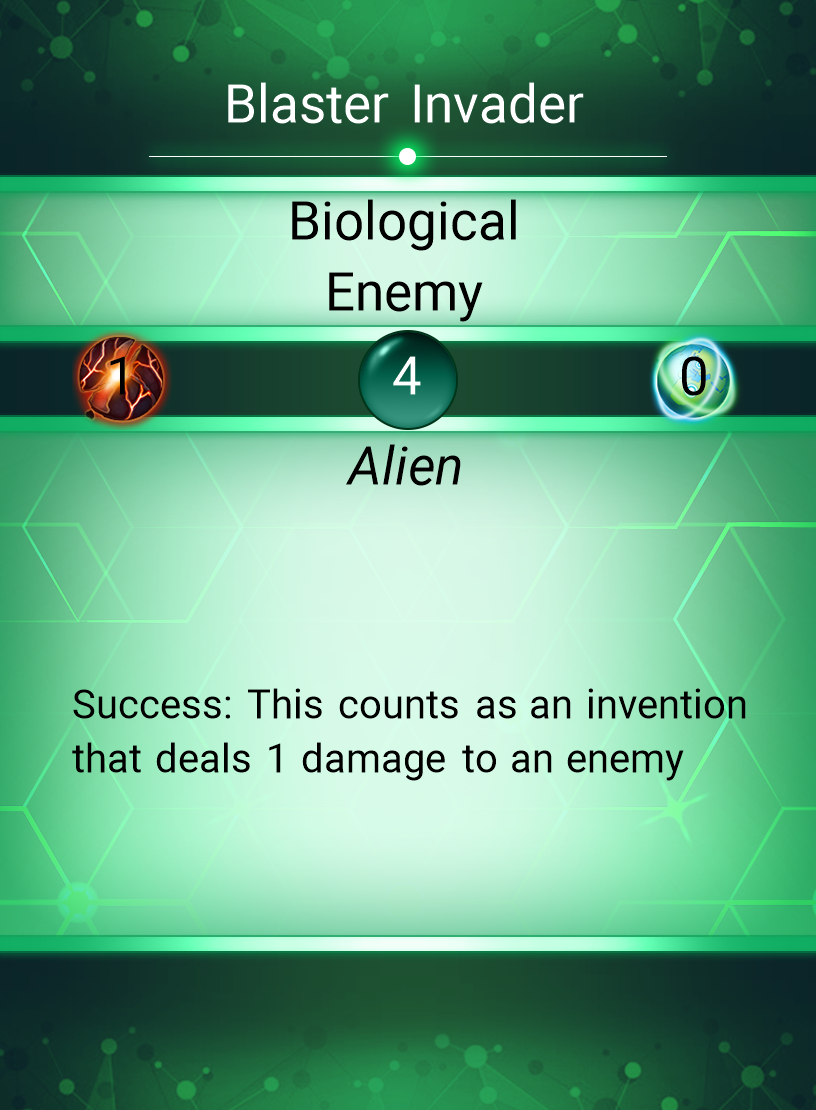 Blaster Invader
Biological
Enemy
1 4 0
Alien
Success: This counts as an invention
that deals 1 damage to an enemy